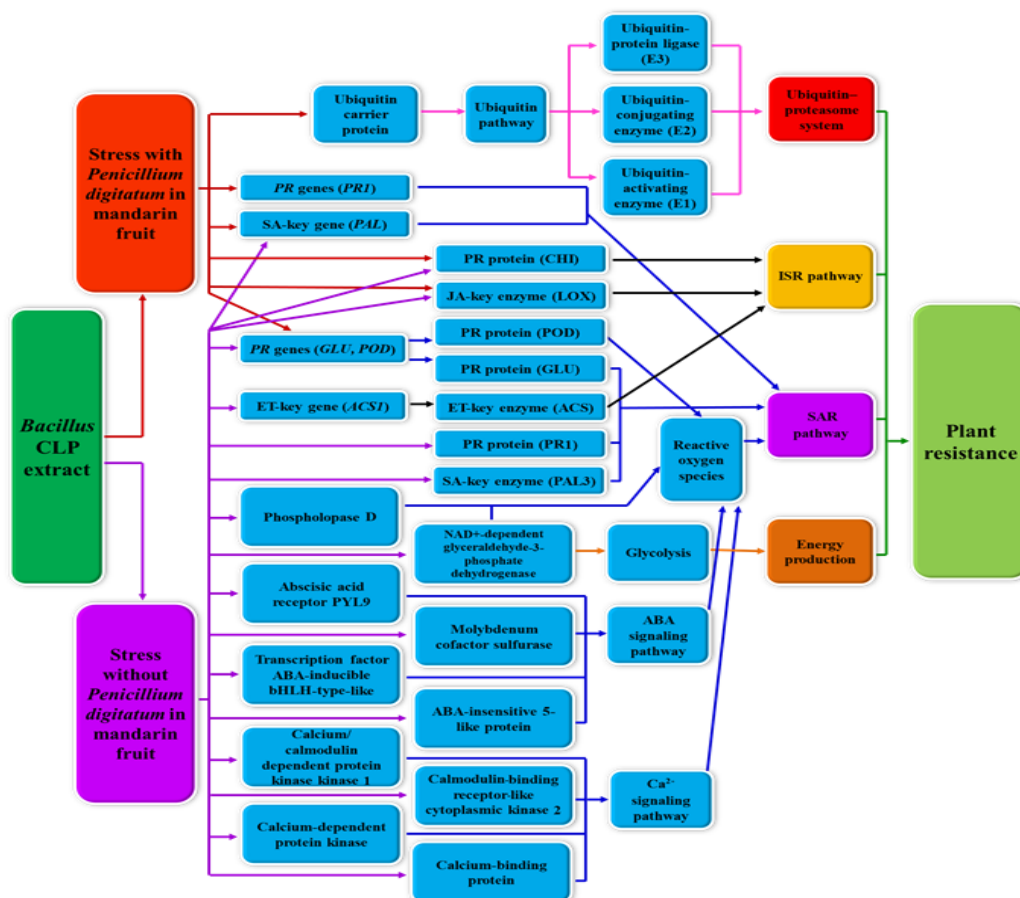 Ubiquitin-
protein ligase
(E3)
Ubiquitin
carrier
protein
Ubiquitin
pathway
Ubiquitin-
conjugating
enzyme (E2)
Ubiquitin-
activating
enzyme (E1)
Ubiquitin-
proteasome
system
Stress with
Penicillium
digitatum in
mandarin
fruit
PR genes (PR1)
SA-key gene (PAL)
PR protein (CHI)
JA-key enzyme (LOX)
ISR pathway
PR genes (GLU, POD)
PR protein (POD)
PR protein (GLU)
ET-key gene (ACS1)
ET-key enzyme (ACS)
PR protein (PR1)
SA-key enzyme (PAL3)
Reactive
oxygen
species
SAR
pathway
Bacillus
CLP
extract
Plant
resistance
Phospholopase D
NAD+-dependent
glyceraldehyde-3-
phosphate
dehydrogenase
Glycolysis
Energy
production
Stress
without
Penicillium
digitatum in
mandarin
fruit
Abscisic acid
receptor PYL9
Molybdenum
cofactor sulfurase
ABA
signaling
pathway
Transcription factor
ABA-inducible
bHLH-type-like
ABA-insensitive 5-
like protein
Calcium/
calmodulin
dependent protein
kinase kinase 1
Calmodulin-binding
receptor-like
cytoplasmic kinase 2
Ca²⁻
signaling
pathway
Calcium-dependent
protein kinase
Calcium-binding
protein